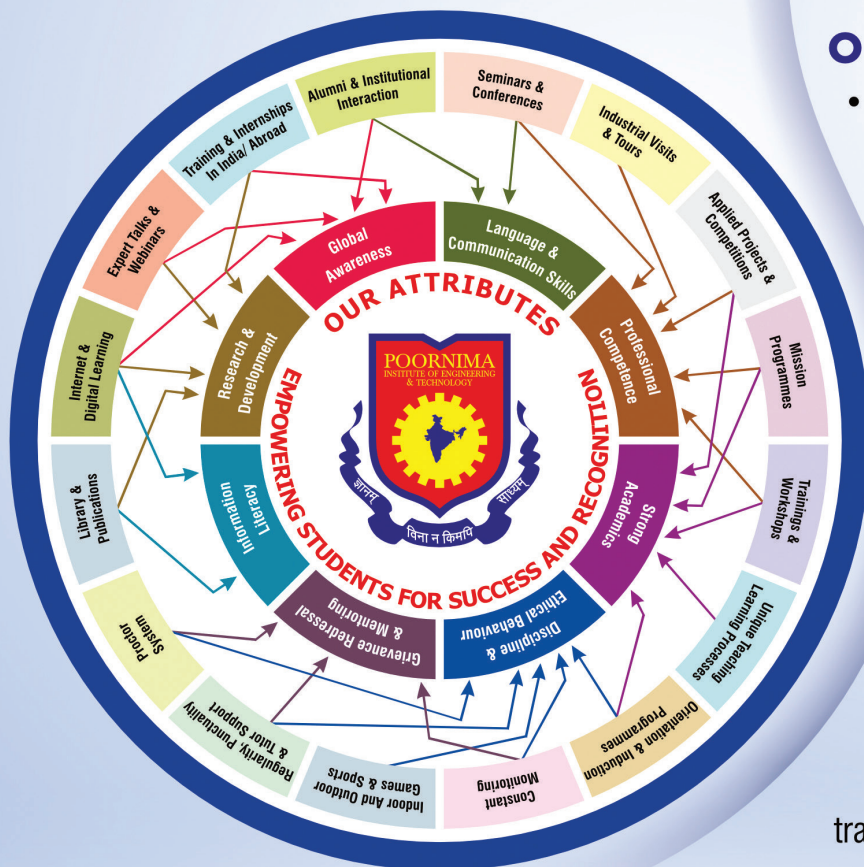 Alumni & Institutional
Interaction
Seminars &
Conferences
Industrial Visits
& Tours
Applied Projects &
Competitions
Mission
Programmes
Trainings &
Workshops
Unique Teaching
Learning Processes
Orientation & Induction
Programmes
Constant
Monitoring
Indoor And Outdoor
Games & Sports
Regularity, Punctuality
& Tutor Support
Proctor
System
Library &
Publications
Internet &
Digital Learning
Expert Talks &
Webinars
Training & Internships
In India/ Abroad
Global
Awareness
Language &
Communication Skills
Professional
Competence
Strong
Academics
Discipline &
Ethical Behaviour
Grievance Redressal
& Mentoring
Information
Literacy
Research &
Development
OUR ATTRIBUTES
EMPOWERING STUDENTS FOR SUCCESS AND RECOGNITION
POORNIMA
INSTITUTE OF ENGINEERING
& TECHNOLOGY
ज्ञानम् विना न किमपि साध्यम्
O
•
tra